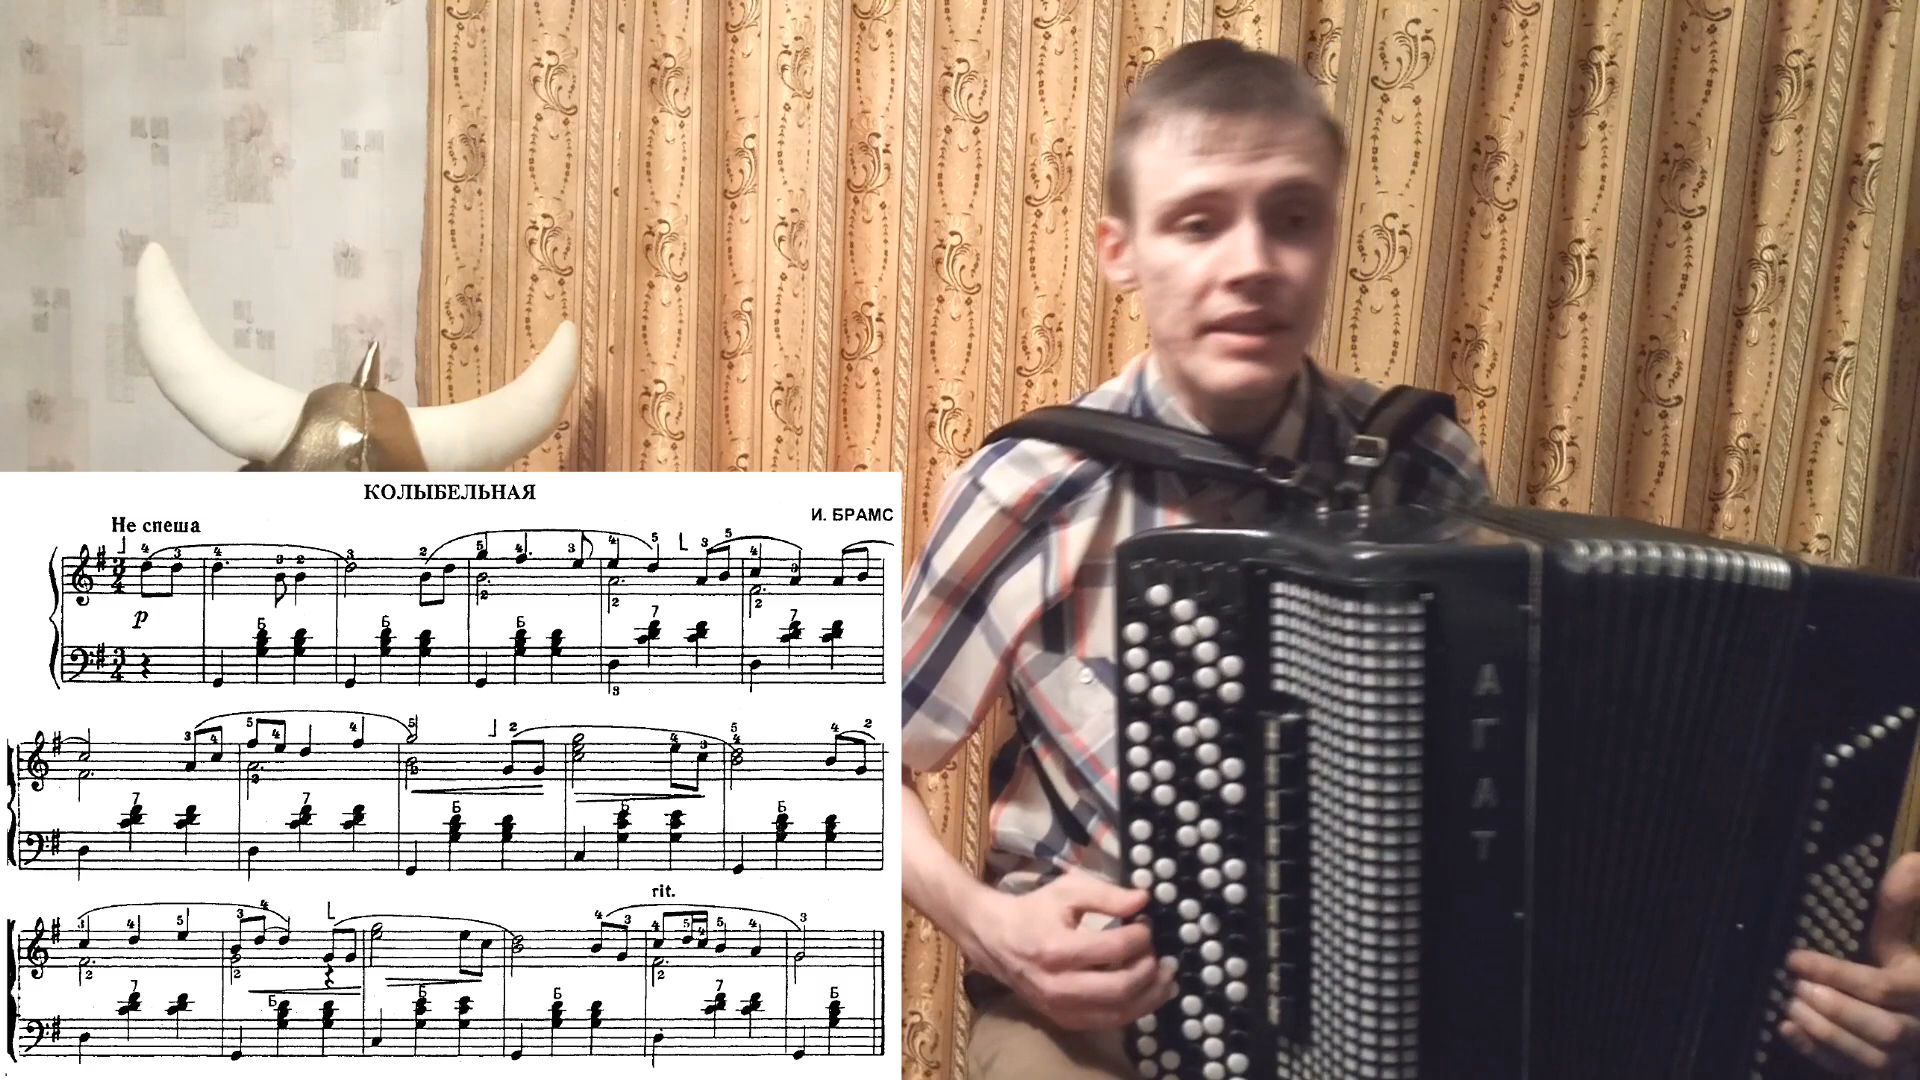 КОЛЫБЕЛЬНАЯ
И. БРАМС
Не спеша
p
rit.
АГАТ